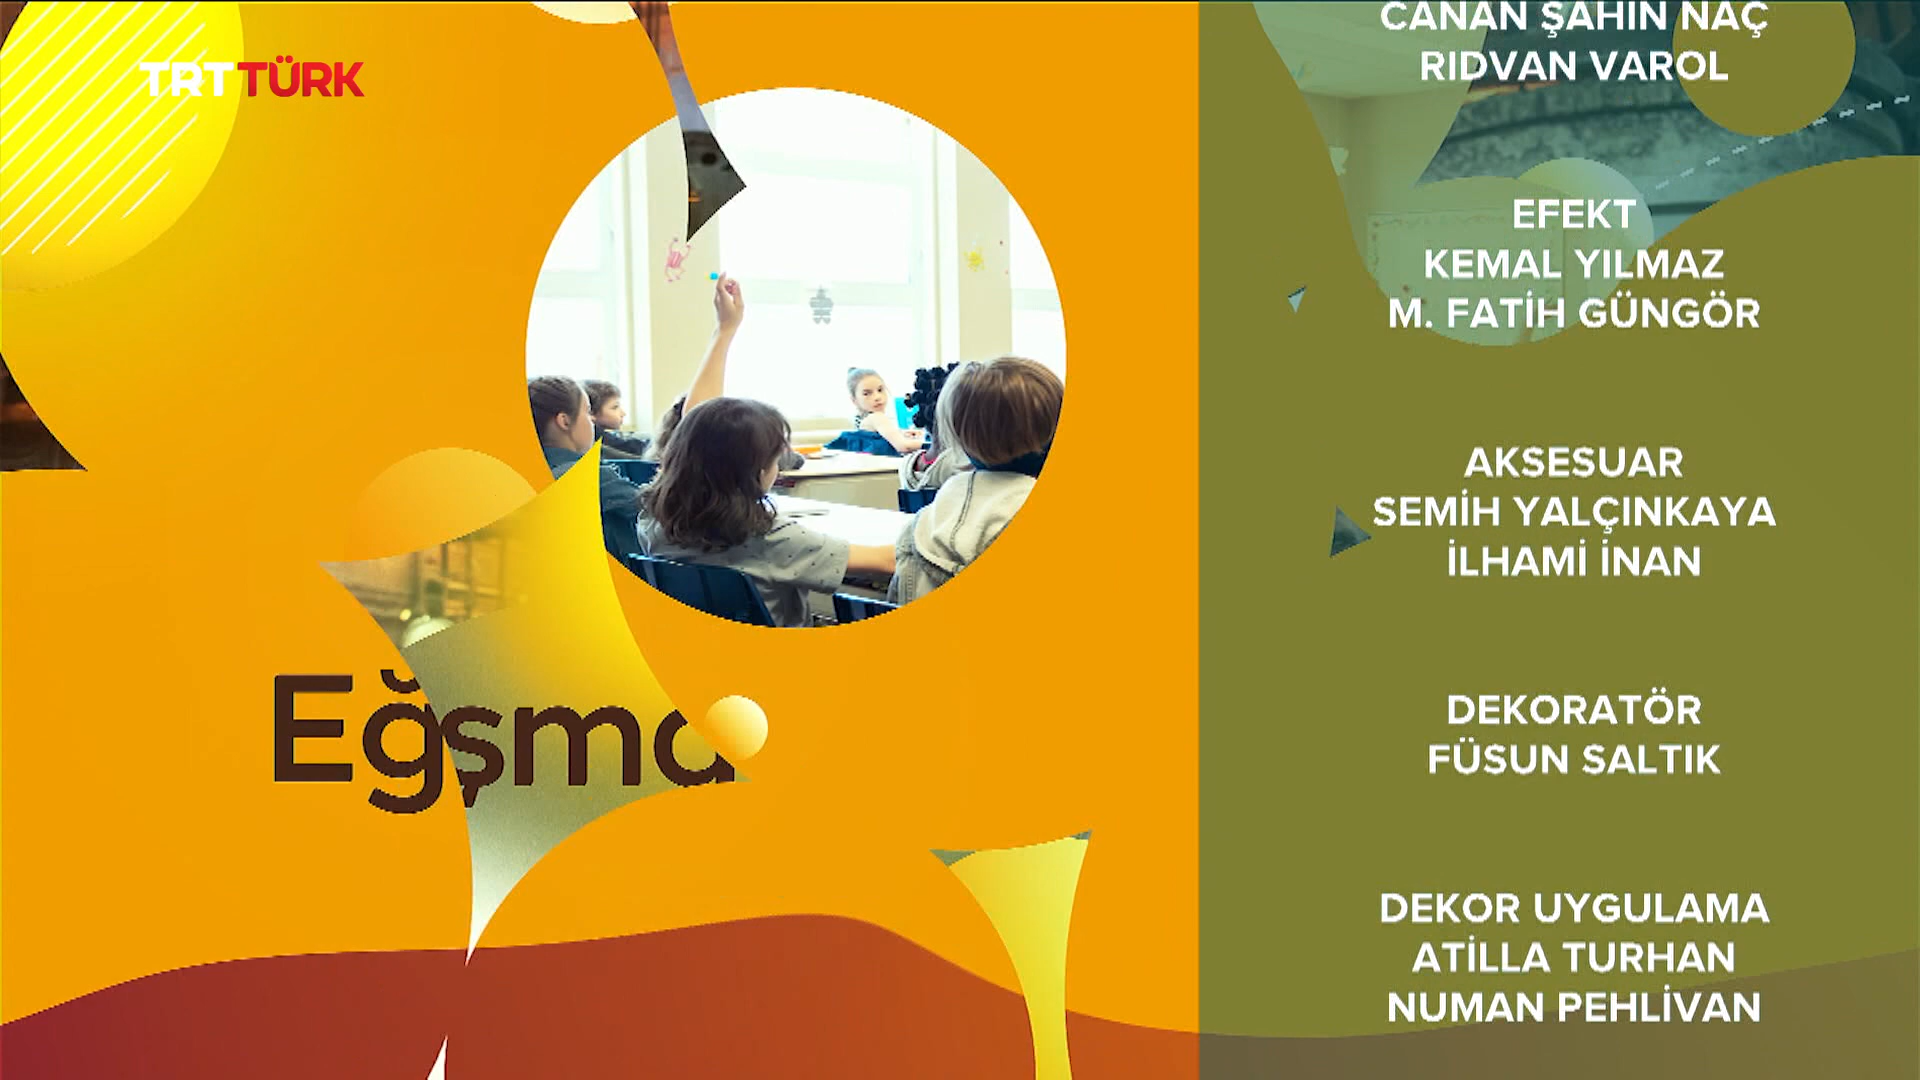 TRT TÜRK
Eğşma
CANAN ŞAHİN NAÇ
RIDVAN VAROL
EFEKT
KEMAL YILMAZ
M. FATİH GÜNGÖR
AKSESUAR
SEMİH YALÇINKAYA
İLHAMİ İNAN
DEKORATÖR
FÜSUN SALTIK
DEKOR UYGULAMA
ATİLLA TURHAN
NUMAN PEHLİVAN